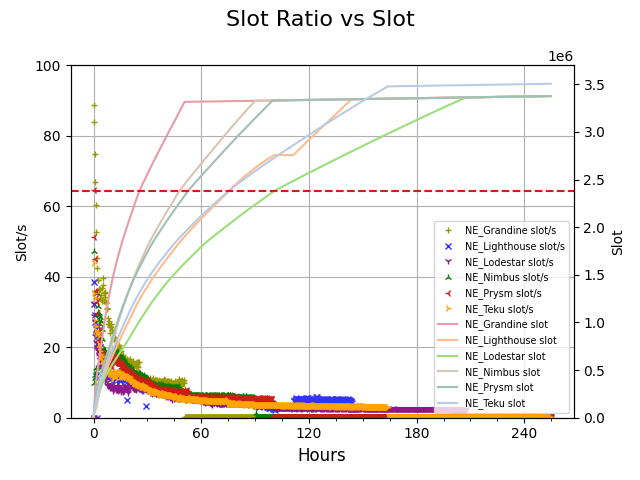 Slot Ratio vs Slot
1e6
100
80
60
40
20
0
Slot/s
3.5
3.0
2.5
2.0
1.5
1.0
0.5
0.0
Slot
NE_Grandine slot/s
NE_Lighthouse slot/s
NE_Lodestar slot/s
NE_Nimbus slot/s
NE_Prysm slot/s
NE_Teku slot/s
NE_Grandine slot
NE_Lighthouse slot
NE_Lodestar slot
NE_Nimbus slot
NE_Prysm slot
NE_Teku slot
0 60 120 180 240
Hours